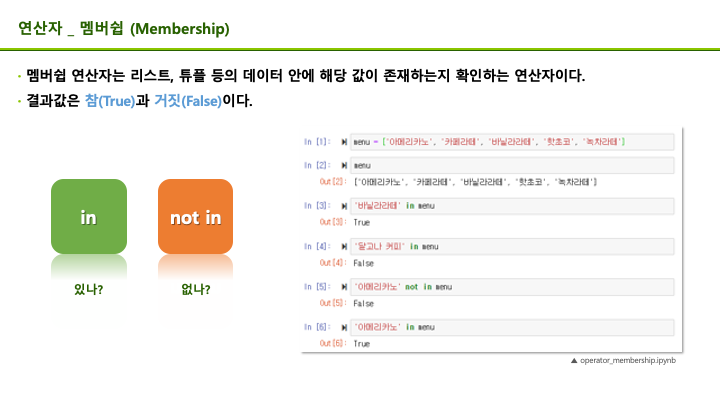 연산자 _ 멤버쉽 (Membership)
• 멤버쉽 연산자는 리스트, 튜플 등의 데이터 안에 해당 값이 존재하는지 확인하는 연산자이다.
• 결과값은 참(True)과 거짓(False)이다.
in
not in
있나?
없나?
In [1]: menu = ['아메리카노', '카페라테', '바닐라라테', '핫초코', '녹차라테']
In [2]: menu
Out[2]: ['아메리카노', '카페라테', '바닐라라테', '핫초코', '녹차라테']
In [3]: '바닐라라테' in menu
Out[3]: True
In [4]: '달고나 커피' in menu
Out[4]: False
In [5]: '아메리카노' not in menu
Out[5]: False
In [6]: '아메리카노' in menu
Out[6]: True
▲ operator_membership.ipynb